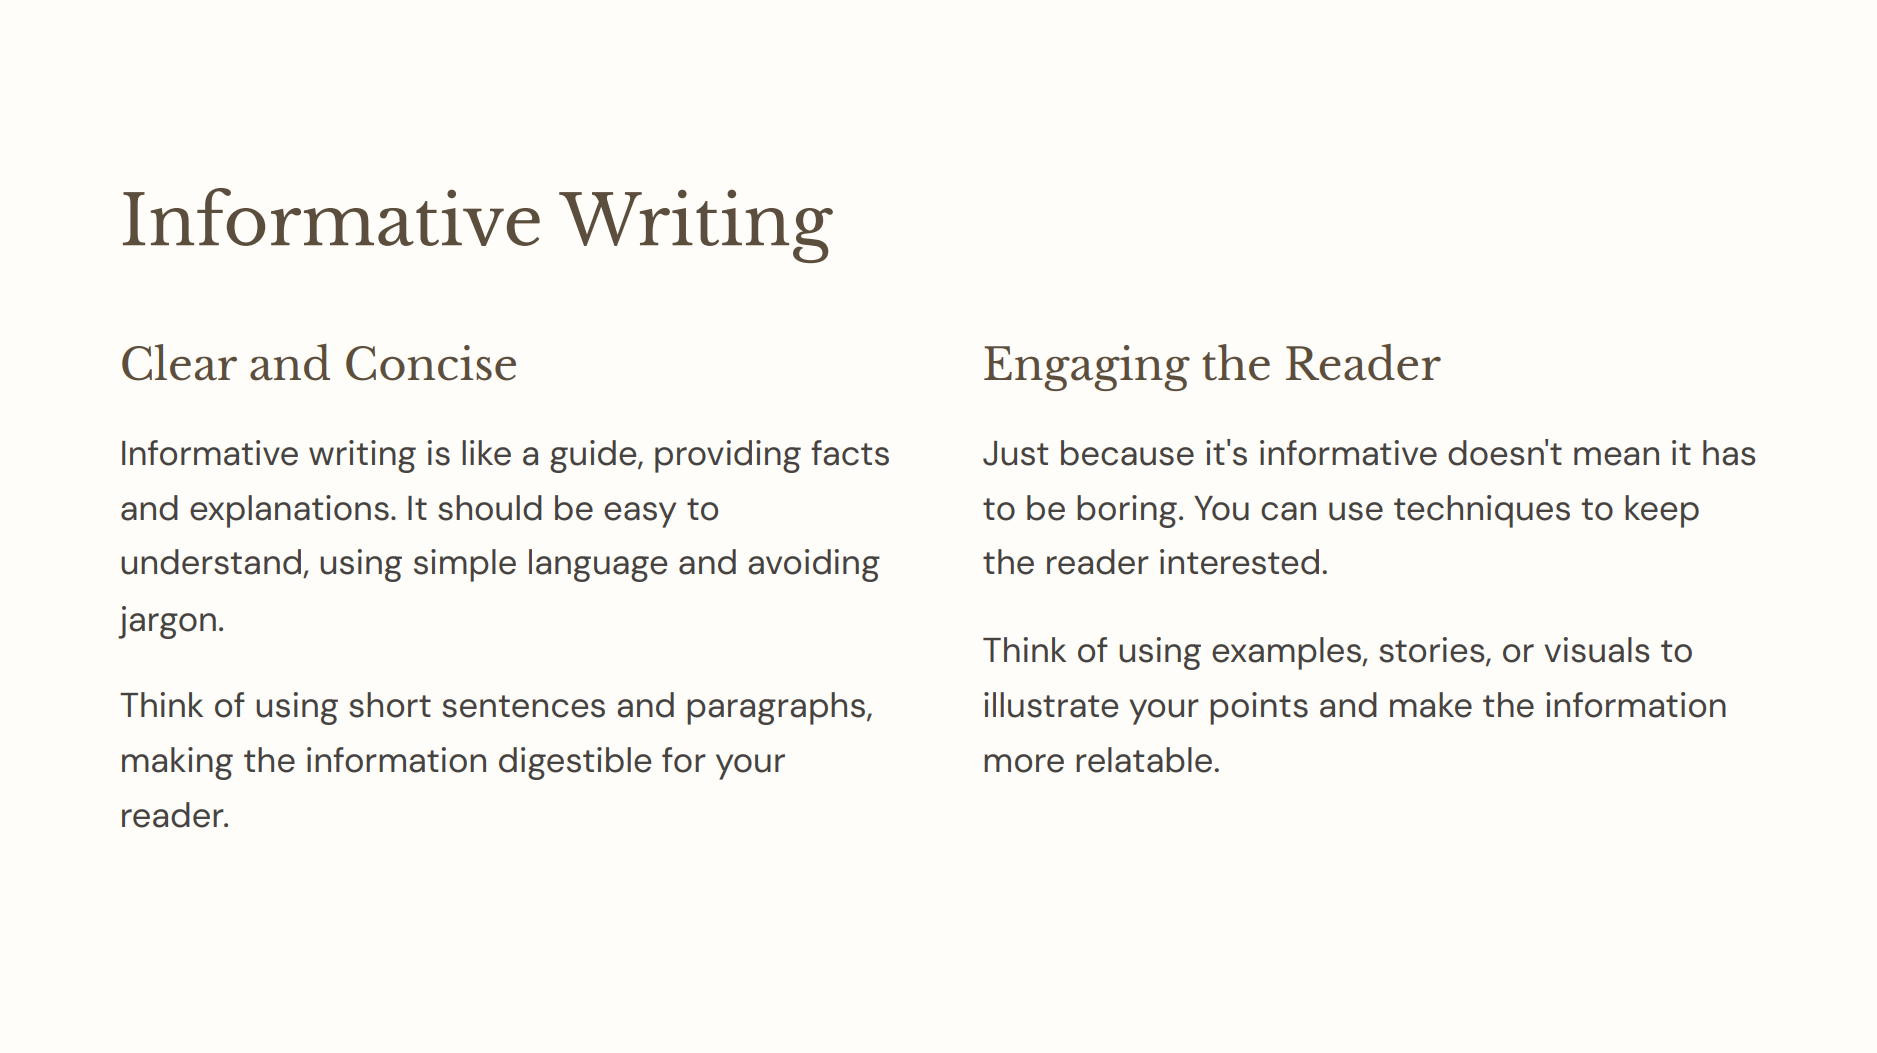 Informative Writing
Clear and Concise
Informative writing is like a guide, providing facts
and explanations. It should be easy to
understand, using simple language and avoiding
jargon.
Think of using short sentences and paragraphs,
making the information digestible for your
reader.
Engaging the Reader
Just because it's informative doesn't mean it has
to be boring. You can use techniques to keep
the reader interested.
Think of using examples, stories, or visuals to
illustrate your points and make the information
more relatable.